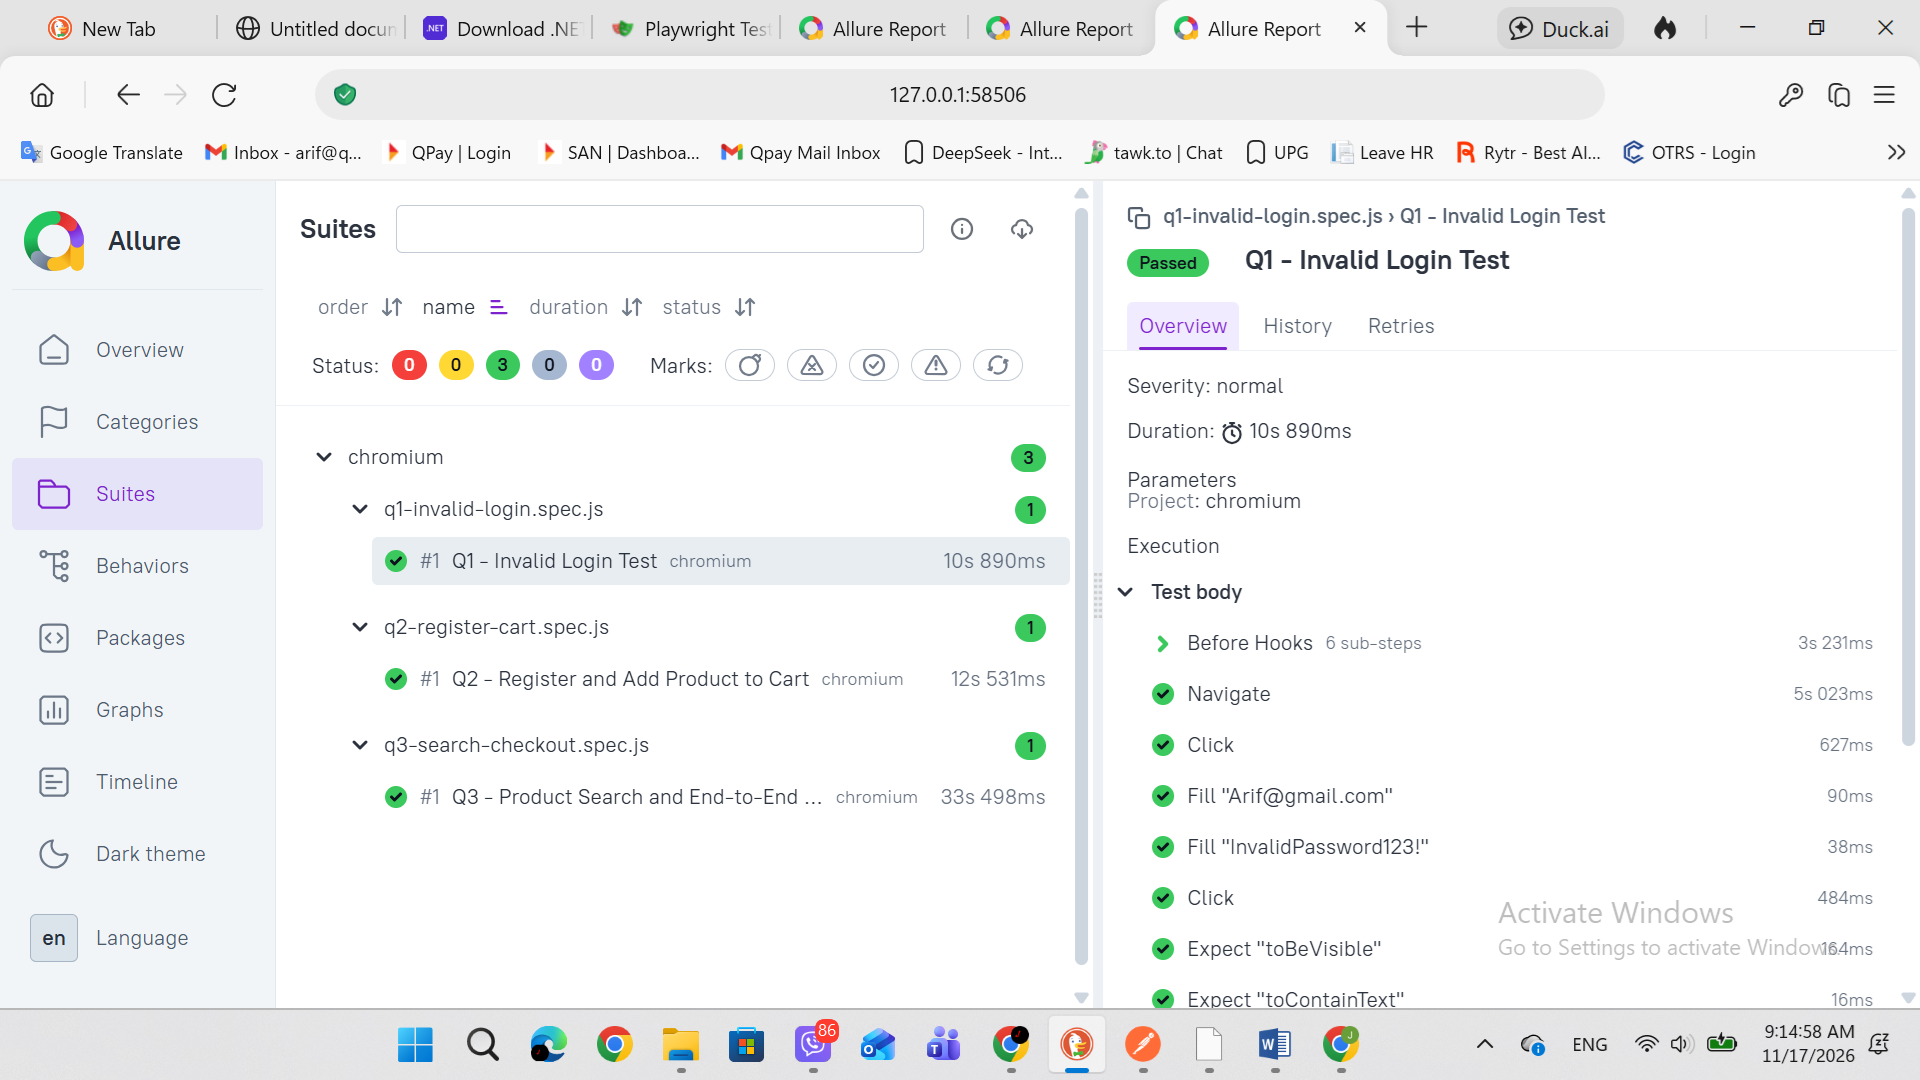 New Tab
Untitled docun
Download .NE
Playwright Tes
Allure Report
Allure Report
Allure Report
Duck.ai
127.0.0.1:58506
Google Translate
Inbox - arif@q...
QPay | Login
SAN | Dashboa...
Qpay Mail Inbox
DeepSeek - Int...
tawk.to | Chat
UPG
Leave HR
Rytr - Best AI...
OTRS - Login
Allure
Overview
Categories
Suites
Behaviors
Packages
Graphs
Timeline
Dark theme
en Language
Suites
order name duration status
Status: 0 0 3 0 0 Marks:
chromium 3
q1-invalid-login.spec.js 1
#1 Q1 - Invalid Login Test chromium 10s 890ms
q2-register-cart.spec.js 1
#1 Q2 - Register and Add Product to Cart chromium 12s 531ms
q3-search-checkout.spec.js 1
#1 Q3 - Product Search and End-to-End ... chromium 33s 498ms
q1-invalid-login.spec.js › Q1 - Invalid Login Test
Passed Q1 - Invalid Login Test
Overview History Retries
Severity: normal
Duration: 10s 890ms
Parameters
Project: chromium
Execution
Test body
Before Hooks 6 sub-steps 3s 231ms
Navigate 5s 023ms
Click 627ms
Fill "Arif@gmail.com" 90ms
Fill "InvalidPassword123!" 38ms
Click 484ms
Expect "toBeVisible" 164ms
Expect "toContainText" 16ms
Activate Windows
Go to Settings to activate Windows.
86
ENG
9:14:58 AM
11/17/2026